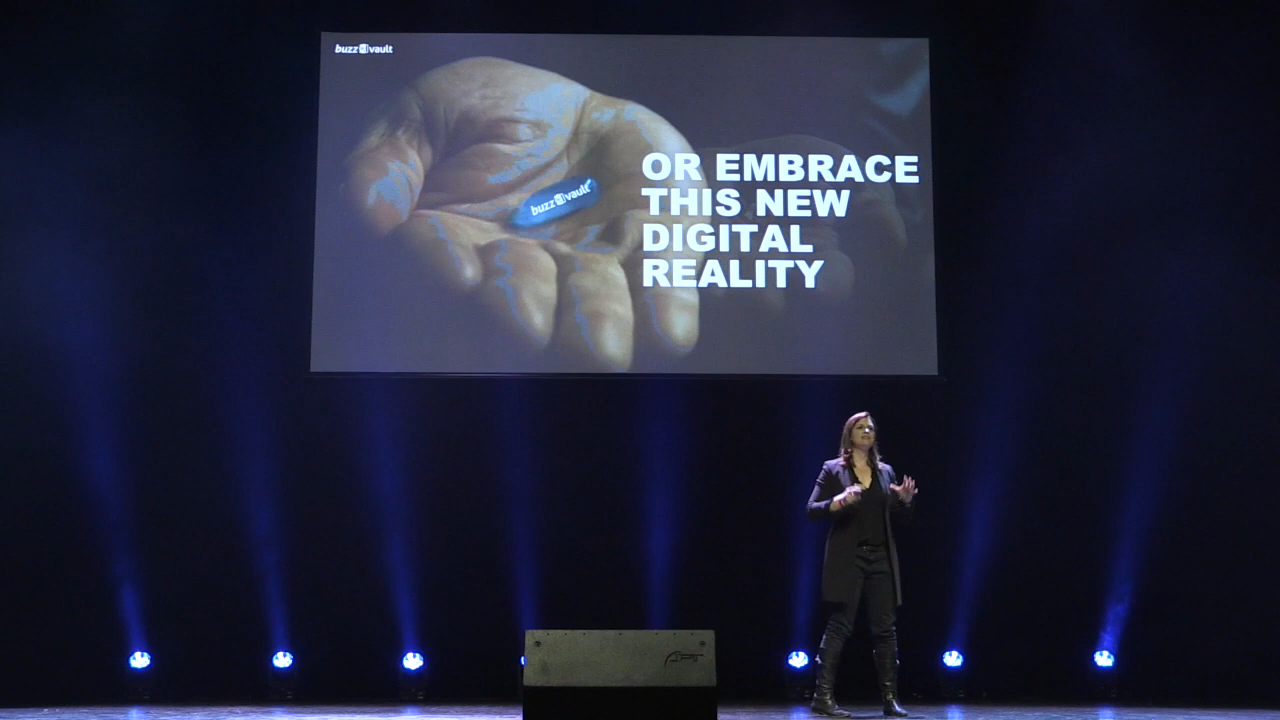 buzz vault
buzz vault
OR EMBRACE
THIS NEW
DIGITAL
REALITY